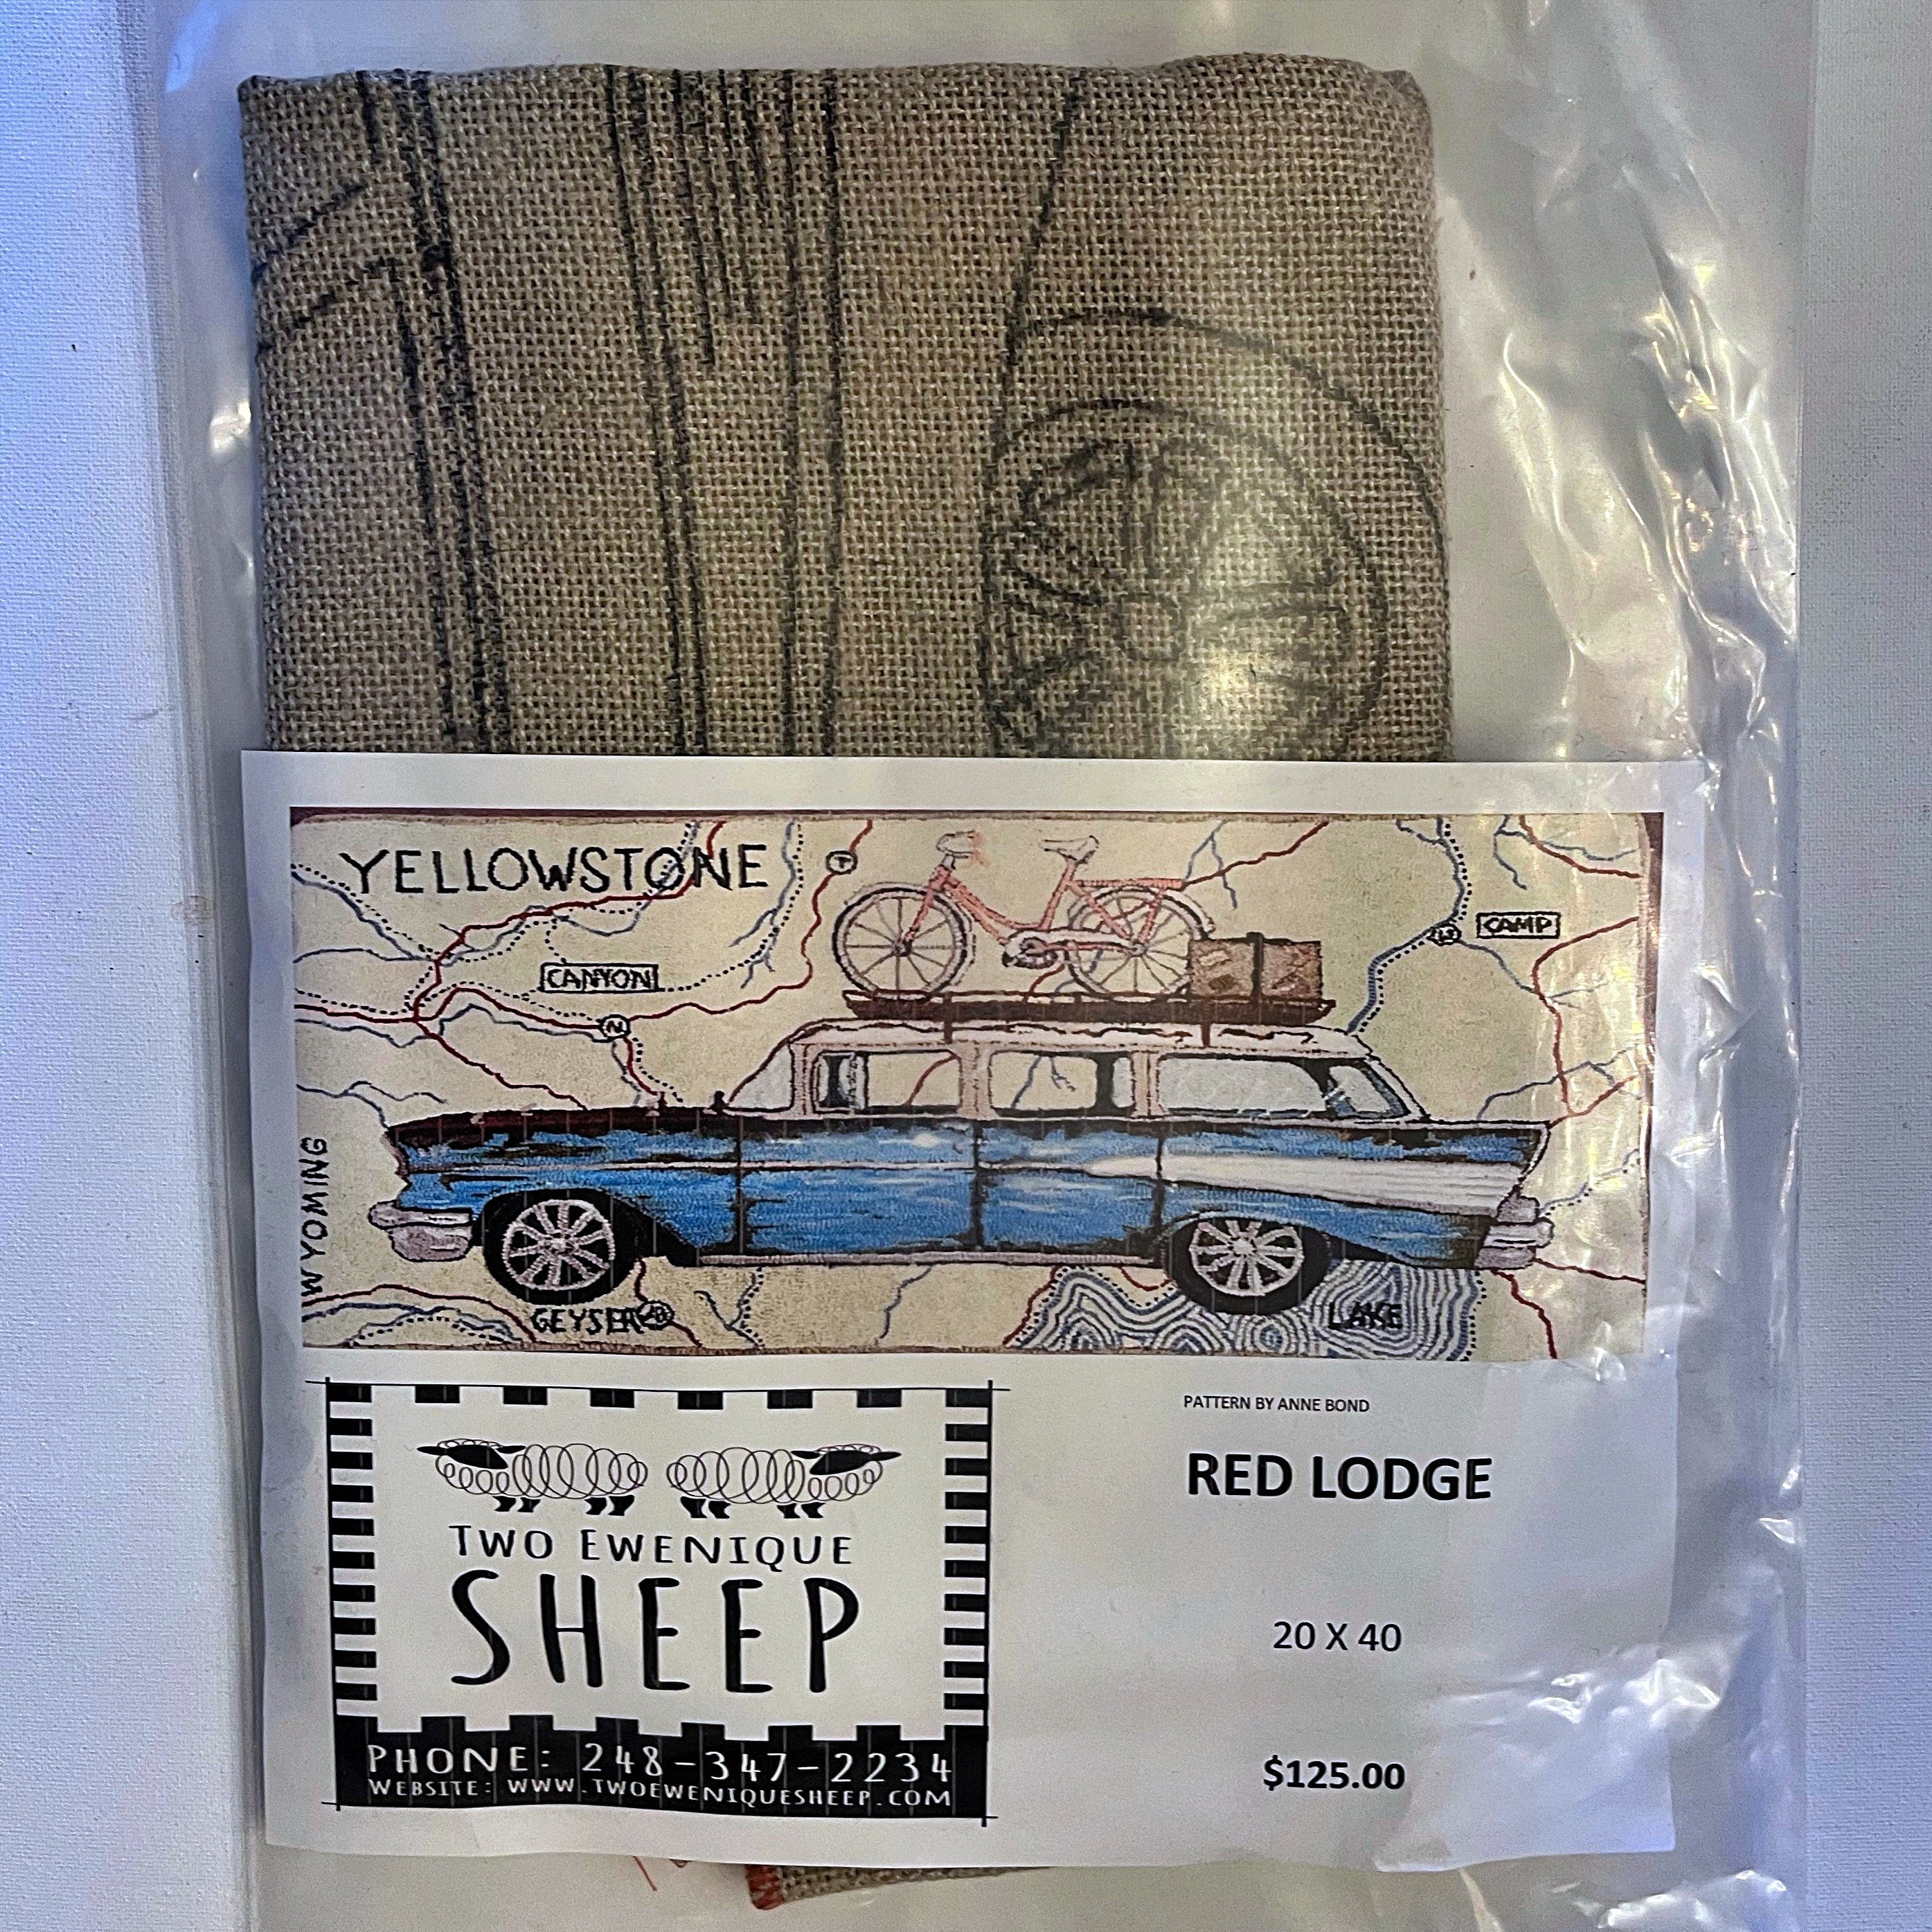 YELLOWSTONE
T
CAMP
CANYON
N
WYOMING
GEYSER
LAKE
PATTERN BY ANNE BOND
RED LODGE
TWO EWENIQUE
SHEEP
20 X 40
PHONE: 248-347-2234
WEBSITE: WWW.TWOEWENIQUESHEEP.COM
$125.00